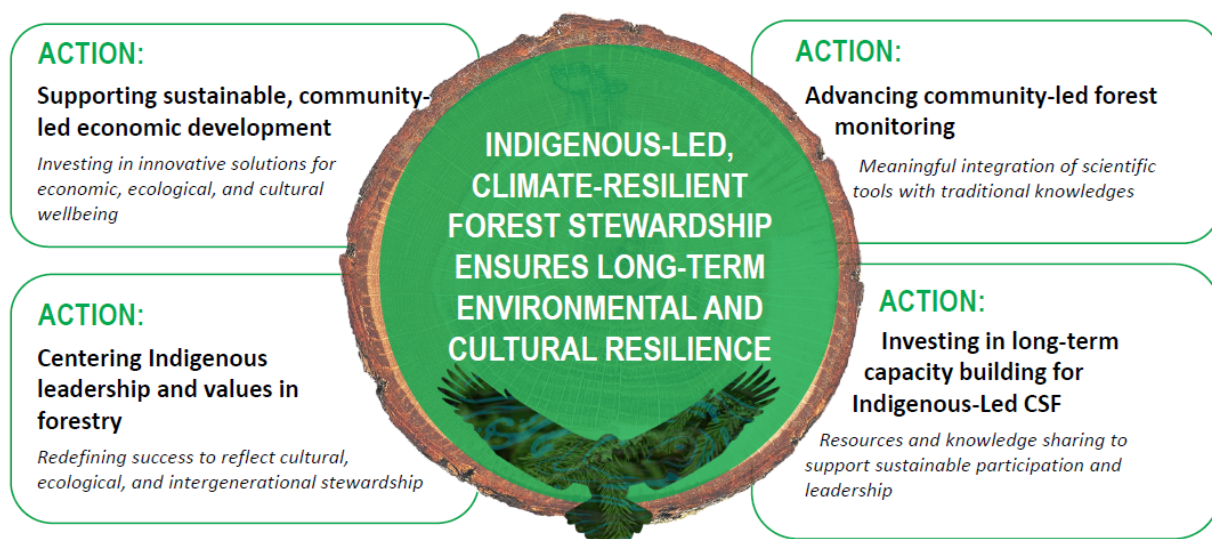 ACTION:
Supporting sustainable, community-
led economic development
Investing in innovative solutions for
economic, ecological, and cultural
wellbeing
ACTION:
Centering Indigenous
leadership and values in
forestry
Redefining success to reflect cultural,
ecological, and intergenerational stewardship
INDIGENOUS-LED,
CLIMATE-RESILIENT
FOREST STEWARDSHIP
ENSURES LONG-TERM
ENVIRONMENTAL AND
CULTURAL RESILIENCE
ACTION:
Advancing community-led forest
monitoring
Meaningful integration of scientific
tools with traditional knowledges
ACTION:
Investing in long-term
capacity building for
Indigenous-Led CSF
Resources and knowledge sharing to
support sustainable participation and
leadership